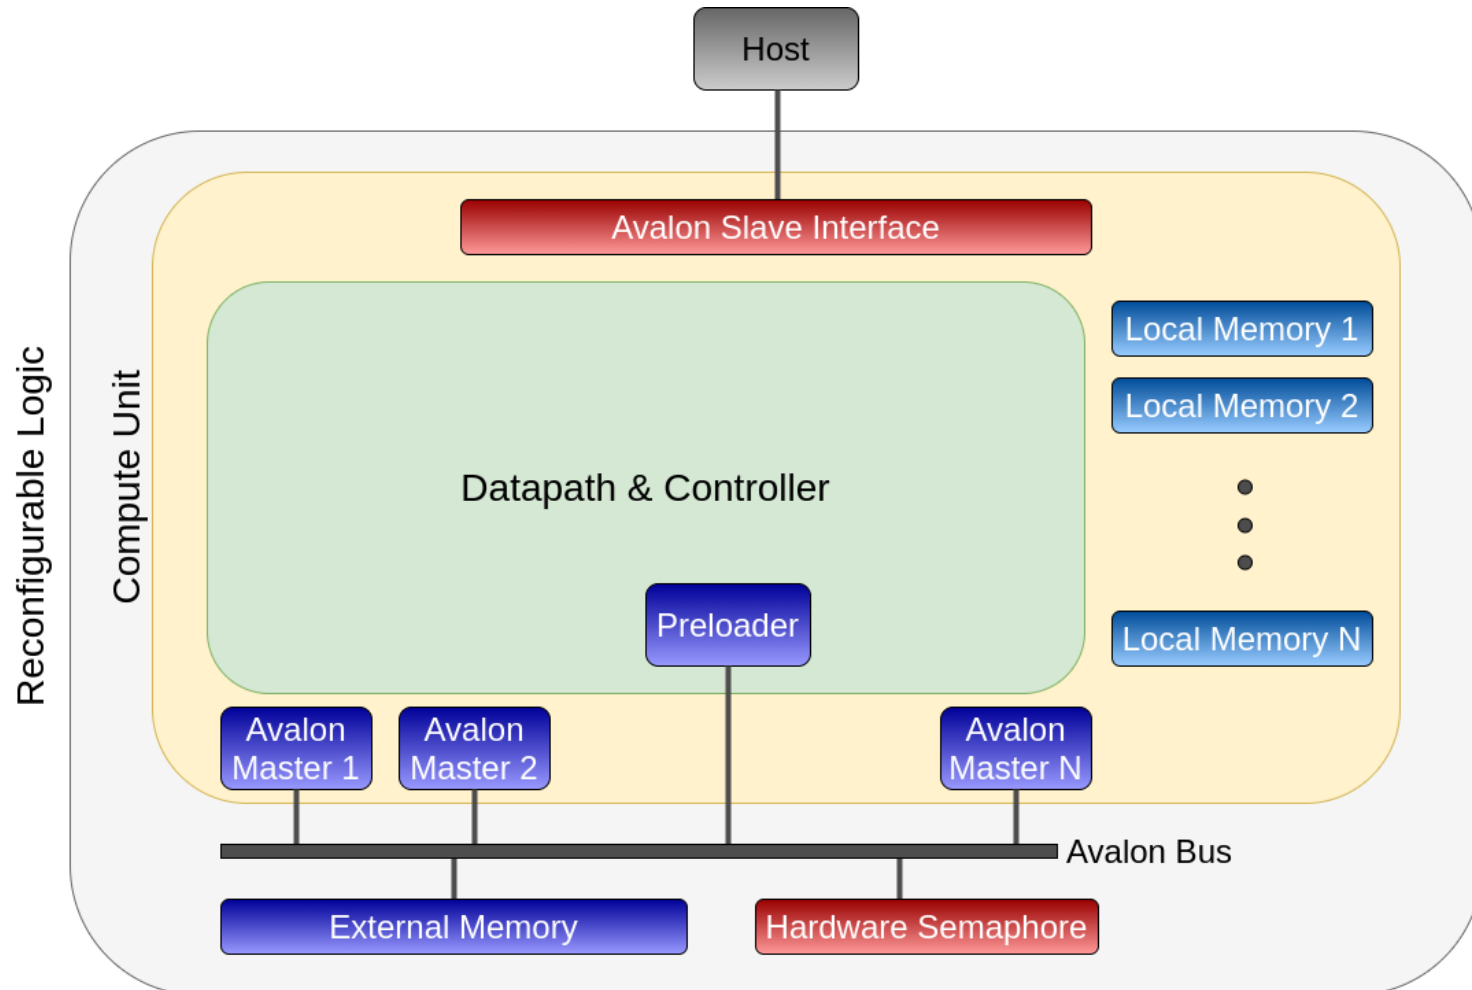 Host
Avalon Slave Interface
Reconfigurable Logic
Compute Unit
Local Memory 1
Local Memory 2
Datapath & Controller
Preloader
Local Memory N
Avalon
Master 1
Avalon
Master 2
Avalon
Master N
Avalon Bus
External Memory
Hardware Semaphore